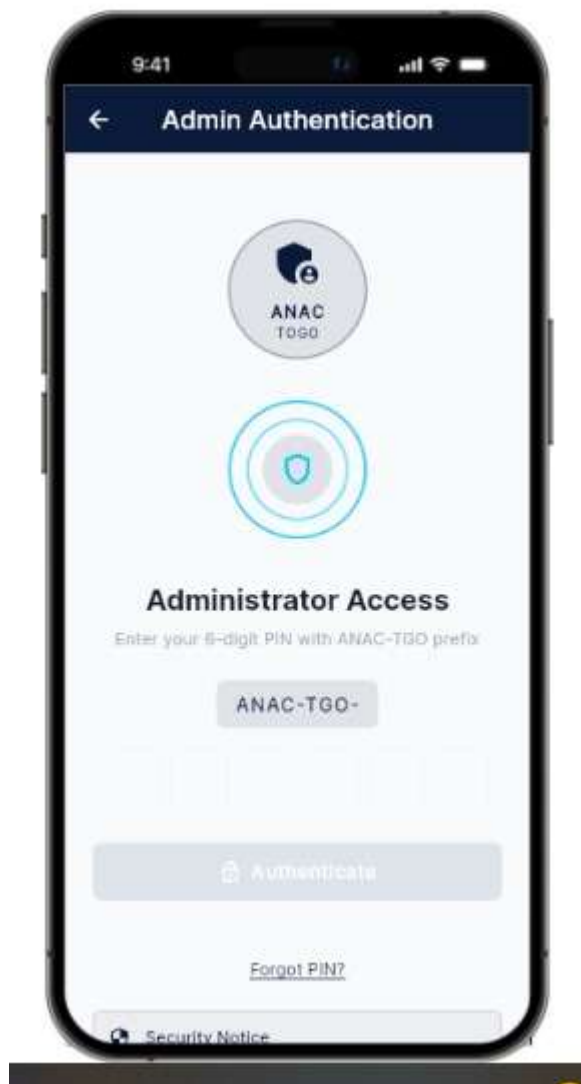 9:41
Admin Authentication
ANAC
TOGO
Administrator Access
Enter your 6-digit PIN with ANAC-TGO prefix
ANAC-TGO-
Authenticate
Forgot PIN?
Security Notice